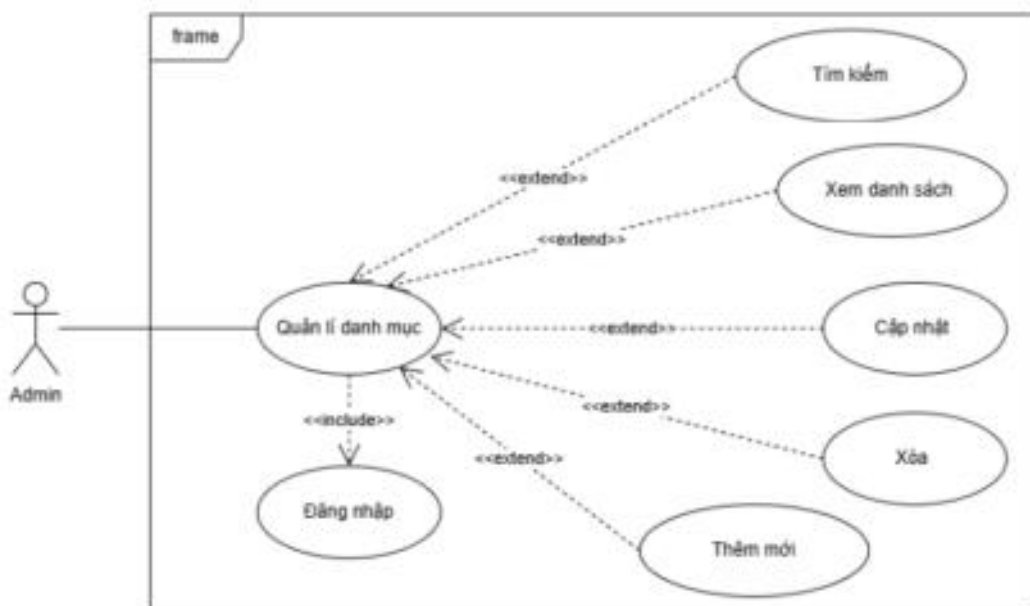 frame
Tìm kiếm
<<extend>>
Xem danh sách
<<extend>>
Quản lí danh mục
<<extend>>
Cập nhật
Admin
<<include>>
<<extend>>
<<extend>>
Xóa
Đăng nhập
Thêm mới